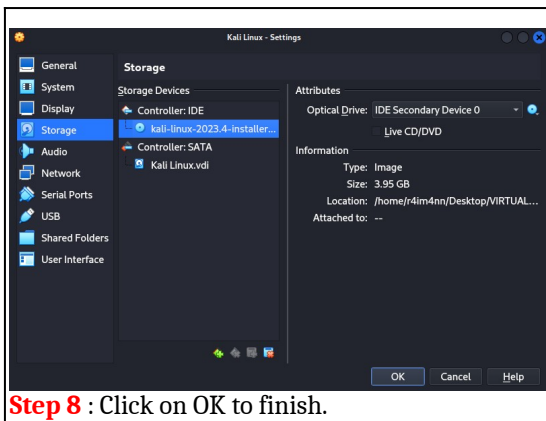 Kali Linux - Settings
General
System
Display
Storage
Audio
Network
Serial Ports
USB
Shared Folders
User Interface
Storage
Storage Devices
Controller: IDE
kali-linux-2023.4-installer...
Controller: SATA
Kali Linux.vdi
Attributes
Optical Drive: IDE Secondary Device 0
Live CD/DVD
Information
Type: Image
Size: 3.95 GB
Location: /home/r4im4nn/Desktop/VIRTUAL...
Attached to: --
OK Cancel Help
Step 8 : Click on OK to finish.